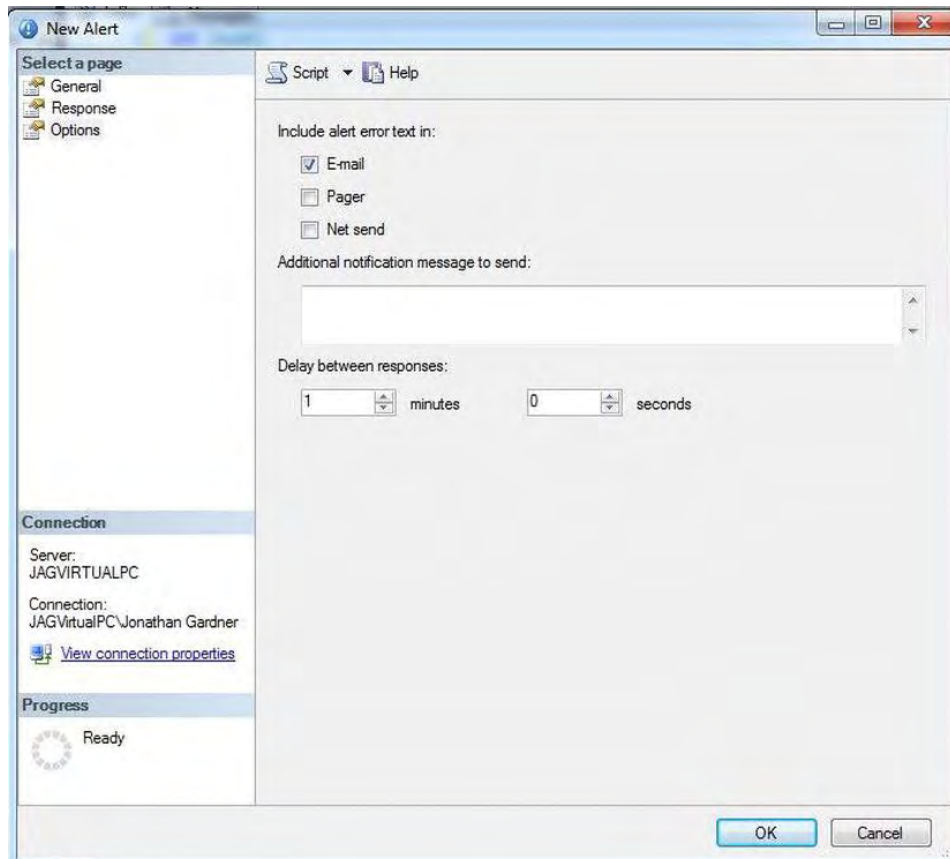 New Alert
Select a page
General
Response
Options
Script
Help
Include alert error text in:
E-mail
Pager
Net send
Additional notification message to send:
Delay between responses:
1 minutes 0 seconds
Connection
Server:
JAGVIRTUALPC
Connection:
JAGVirtualPC\Jonathan Gardner
View connection properties
Progress
Ready
OK
Cancel